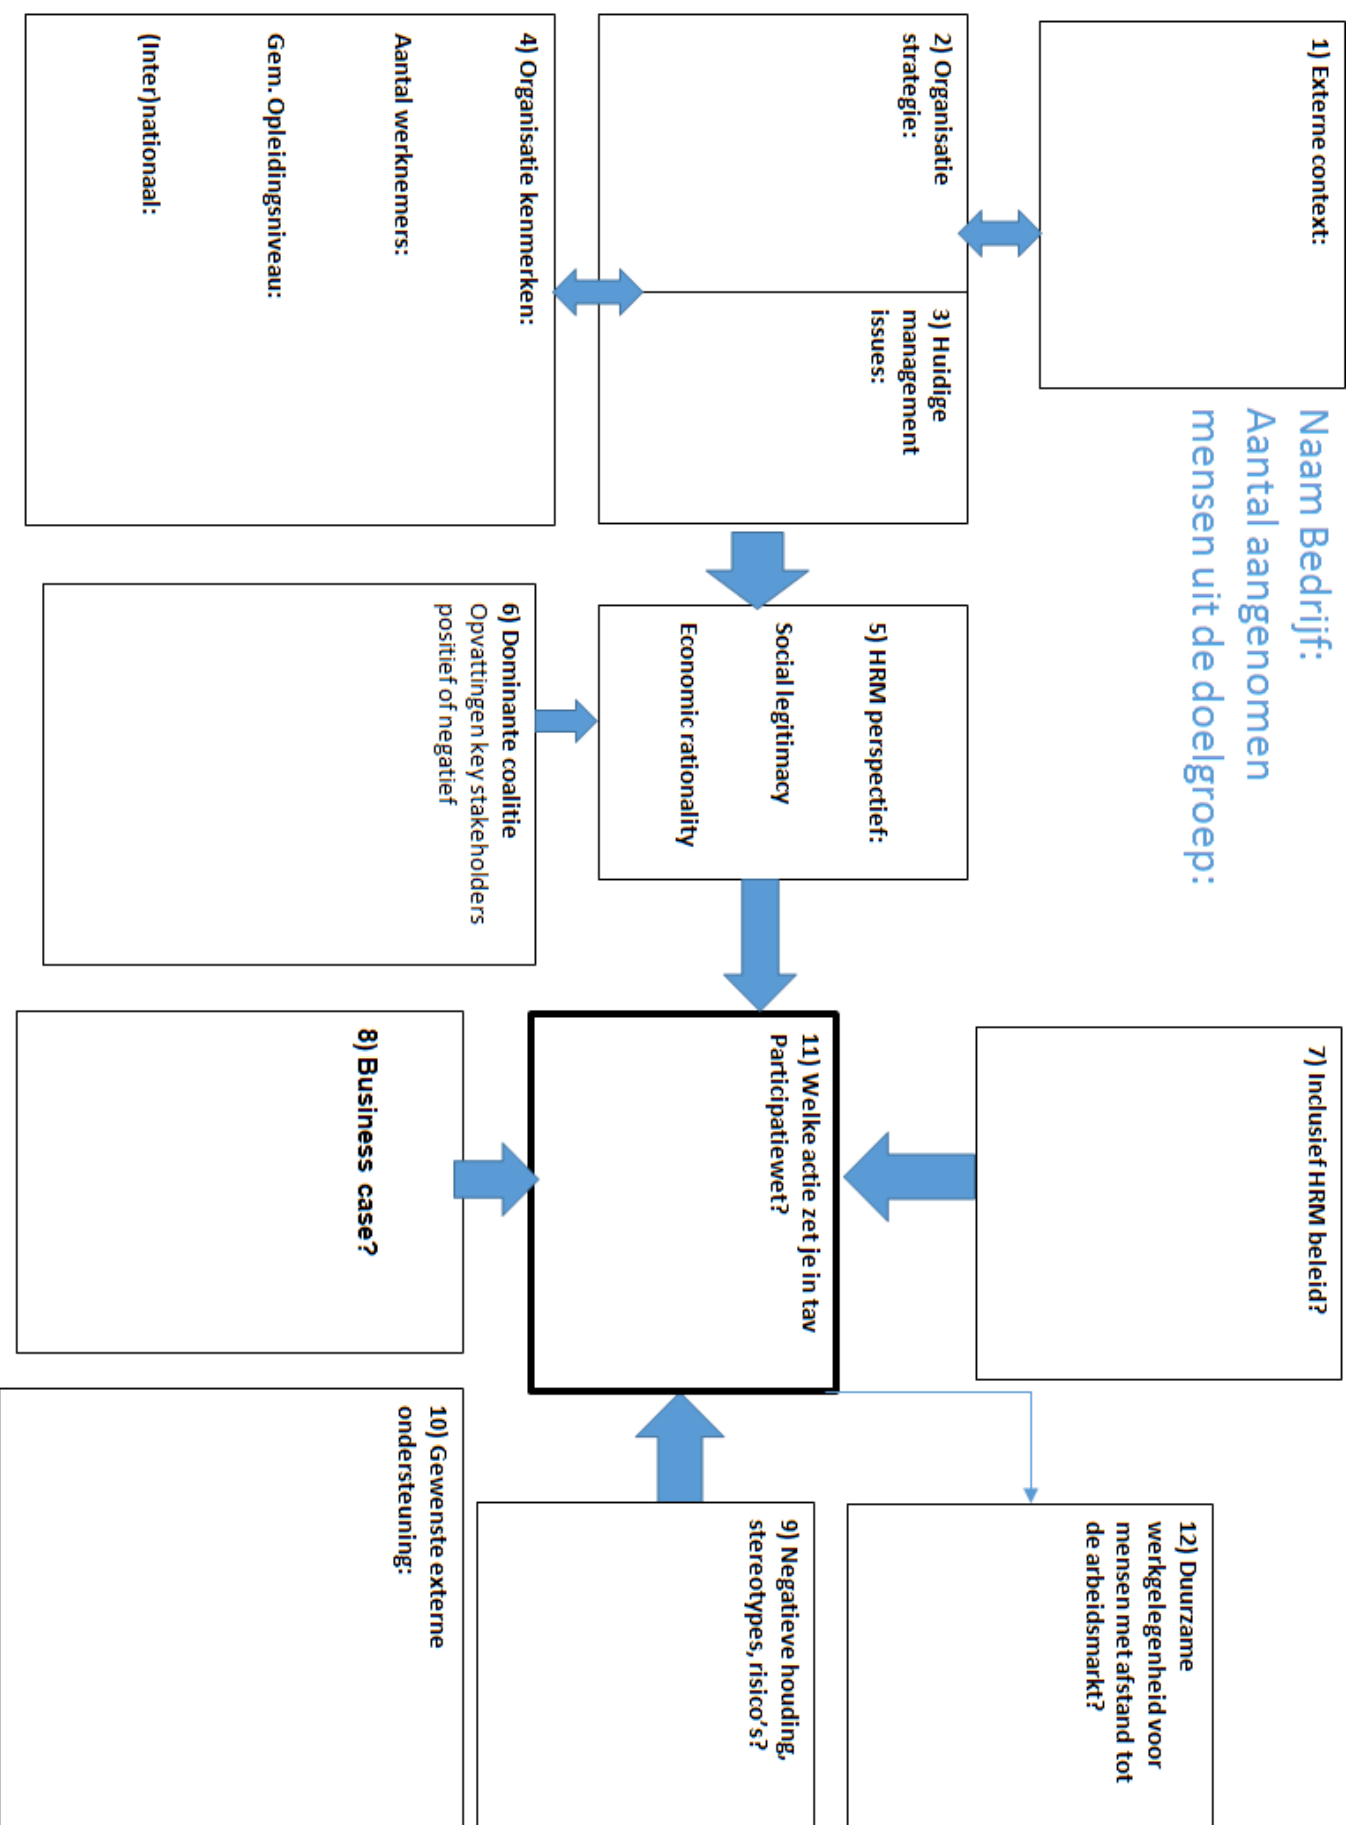 1) Externe context:
Naam Bedrijf:
Aantal aangenomen
mensen uit de doelgroep:
2) Organisatie
strategie:
3) Huidige
management
issues:
4) Organisatie kenmerken:
Aantal werknemers:
Gem. Opleidingsniveau:
(Inter)nationaal:
5) HRM perspectief:
Social legitimacy
Economic rationality
6) Dominante coalitie
Opvattingen key stakeholders
positief of negatief
7) Inclusief HRM beleid?
11) Welke actie zet je in tav
Participatiewet?
8) Business case?
12) Duurzame
werkgelegenheid voor
mensen met afstand tot
de arbeidsmarkt?
9) Negatieve houding,
stereotypes, risico's?
10) Gewenste externe
ondersteuning: